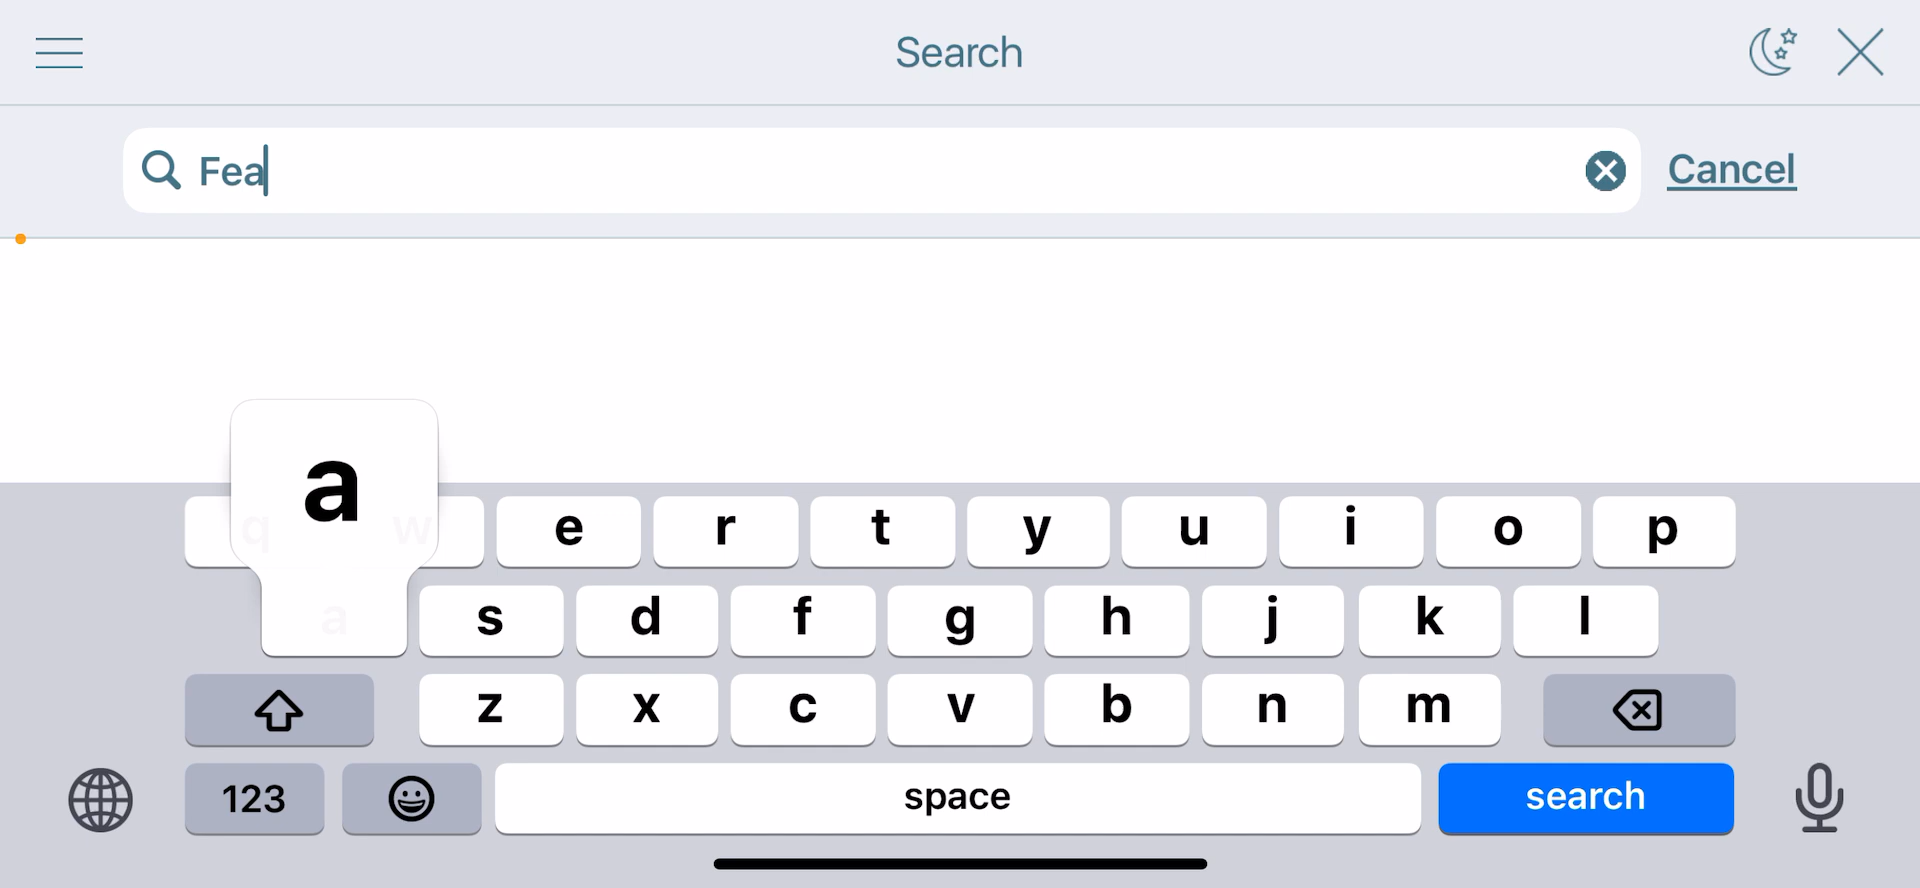 Search
Fea
Cancel
a
q w e r t y u i o p
a s d f g h j k l
z x c v b n m
123 space search